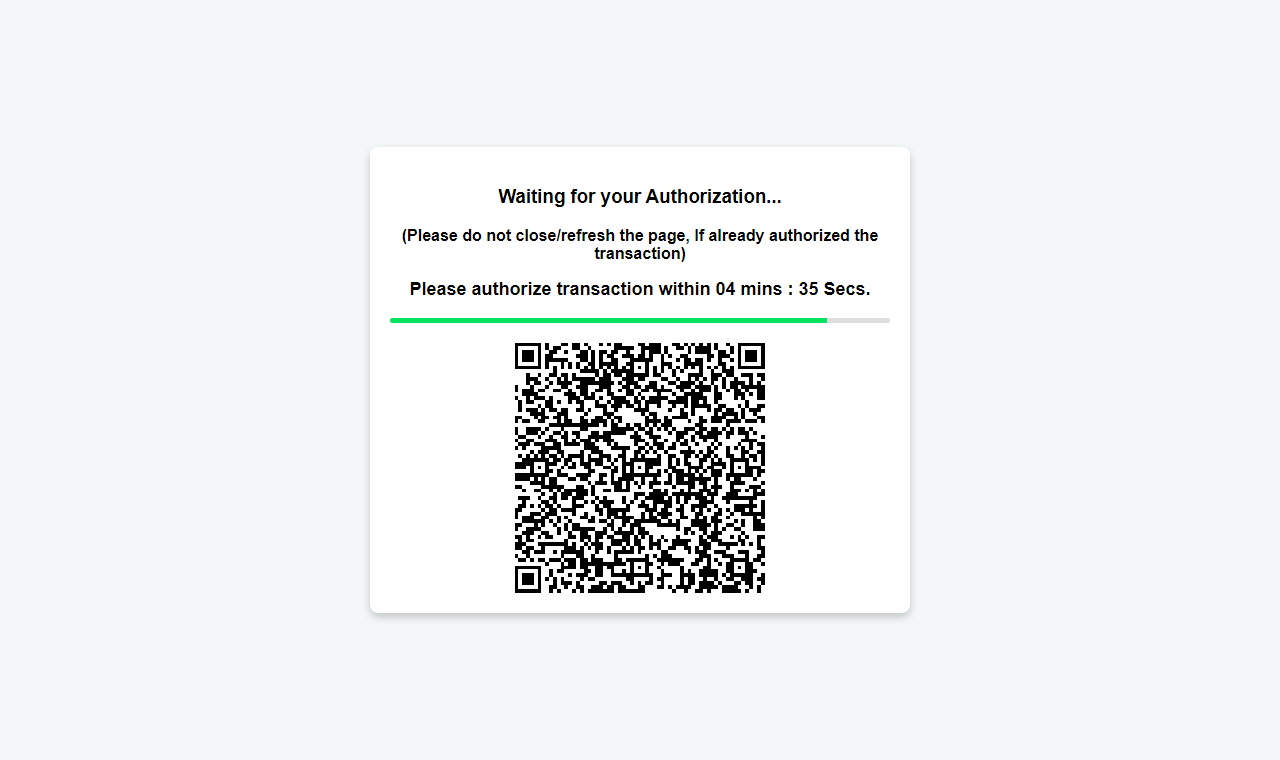 Waiting for your Authorization...
(Please do not close/refresh the page, If already authorized the
transaction)
Please authorize transaction within 04 mins : 35 Secs.